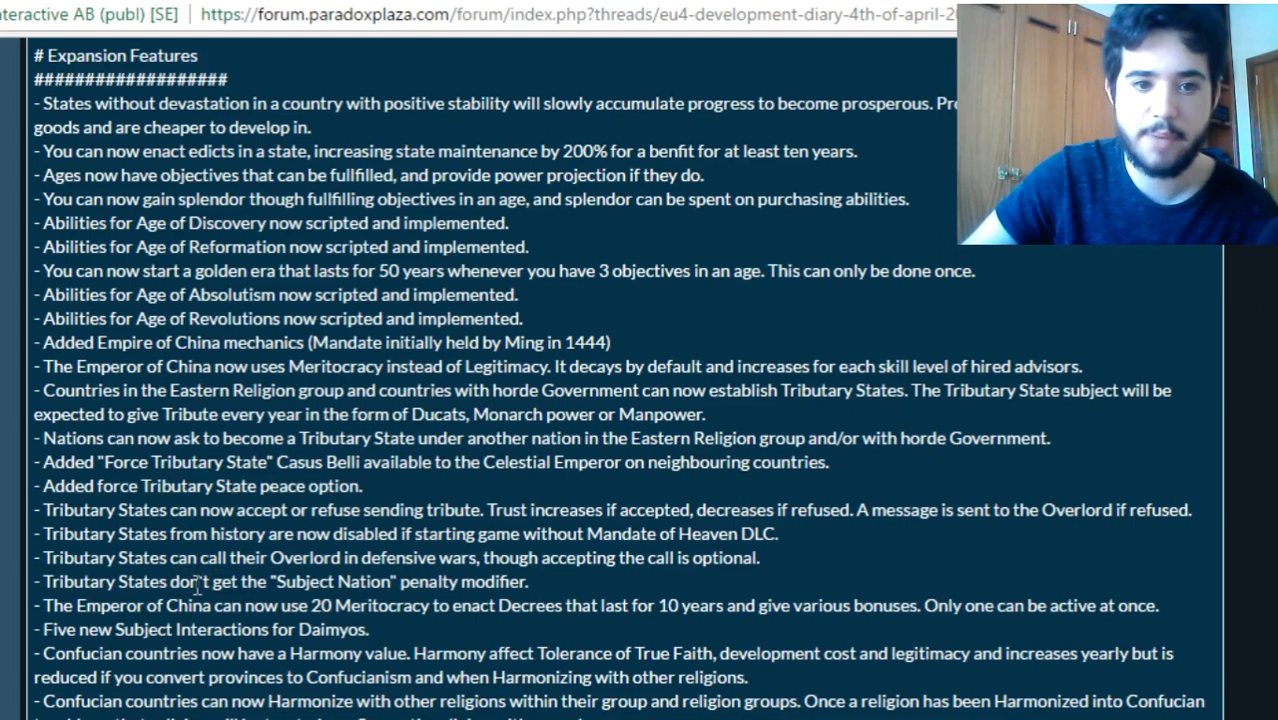 nteractive AB (publ) [SE] | https://forum.paradoxplaza.com/forum/index.php?threads/eu4-development-diary-4th-of-april-2
# Expansion Features
###################
- States without devastation in a country with positive stability will slowly accumulate progress to become prosperous.
goods and are cheaper to develop in.
- You can now enact edicts in a state, increasing state maintenance by 200% for a benfit for at least ten years.
- Ages now have objectives that can be fullfilled, and provide power projection if they do.
- You can now gain splendor though fullfilling objectives in an age, and splendor can be spent on purchasing abilities.
- Abilities for Age of Discovery now scripted and implemented.
- Abilities for Age of Reformation now scripted and implemented.
- You can now start a golden era that lasts for 50 years whenever you have 3 objectives in an age. This can only be done once.
- Abilities for Age of Absolutism now scripted and implemented.
- Abilities for Age of Revolutions now scripted and implemented.
- Added Empire of China mechanics (Mandate initially held by Ming in 1444)
- The Emperor of China now uses Meritocracy instead of Legitimacy. It decays by default and increases for each skill level of hired advisors.
- Countries in the Eastern Religion group and countries with horde Government can now establish Tributary States. The Tributary State subject will be
expected to give Tribute every year in the form of Ducats, Monarch power or Manpower.
- Nations can now ask to become a Tributary State under another nation in the Eastern Religion group and/or with horde Government.
- Added "Force Tributary State" Casus Belli available to the Celestial Emperor on neighbouring countries.
- Added force Tributary State peace option.
- Tributary States can now accept or refuse sending tribute. Trust increases if accepted, decreases if refused. A message is sent to the Overlord if refused.
- Tributary States from history are now disabled if starting game without Mandate of Heaven DLC.
- Tributary States can call their Overlord in defensive wars, though accepting the call is optional.
- Tributary States don't get the "Subject Nation" penalty modifier.
- The Emperor of China can now use 20 Meritocracy to enact Decrees that last for 10 years and give various bonuses. Only one can be active at once.
- Five new Subject Interactions for Daimyos.
- Confucian countries now have a Harmony value. Harmony affect Tolerance of True Faith, development cost and legitimacy and increases yearly but is
reduced if you convert provinces to Confucianism and when Harmonizing with other religions.
- Confucian countries can now Harmonize with other religions within their group and religion groups. Once a religion has been Harmonized into Confucian